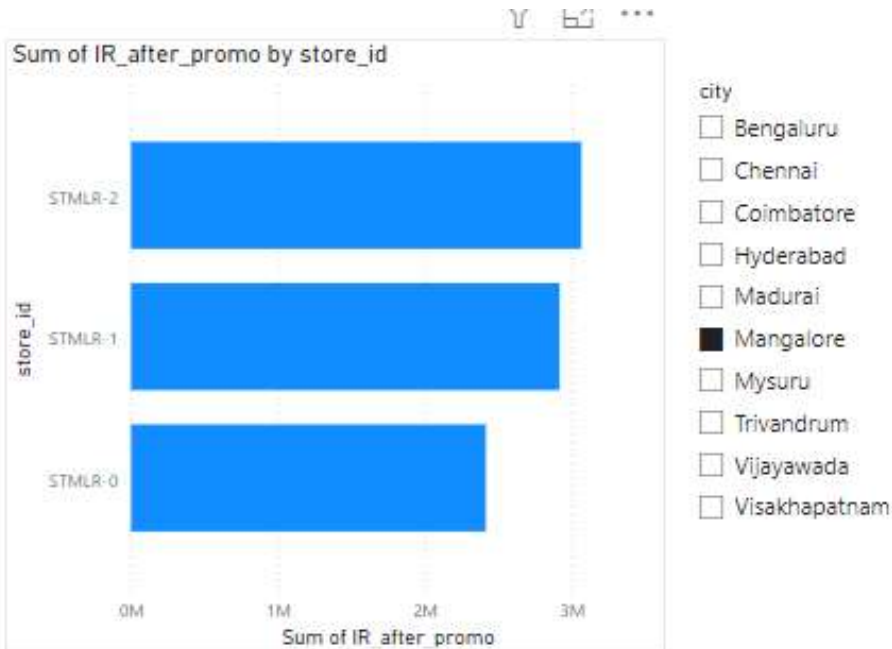 Sum of IR_after_promo by store_id
store_id
STMLR-2
STMLR-1
STMLR-0
0M 1M 2M 3M
Sum of IR_after_promo
city
Bengaluru
Chennai
Coimbatore
Hyderabad
Madurai
Mangalore
Mysuru
Trivandrum
Vijayawada
Visakhapatnam